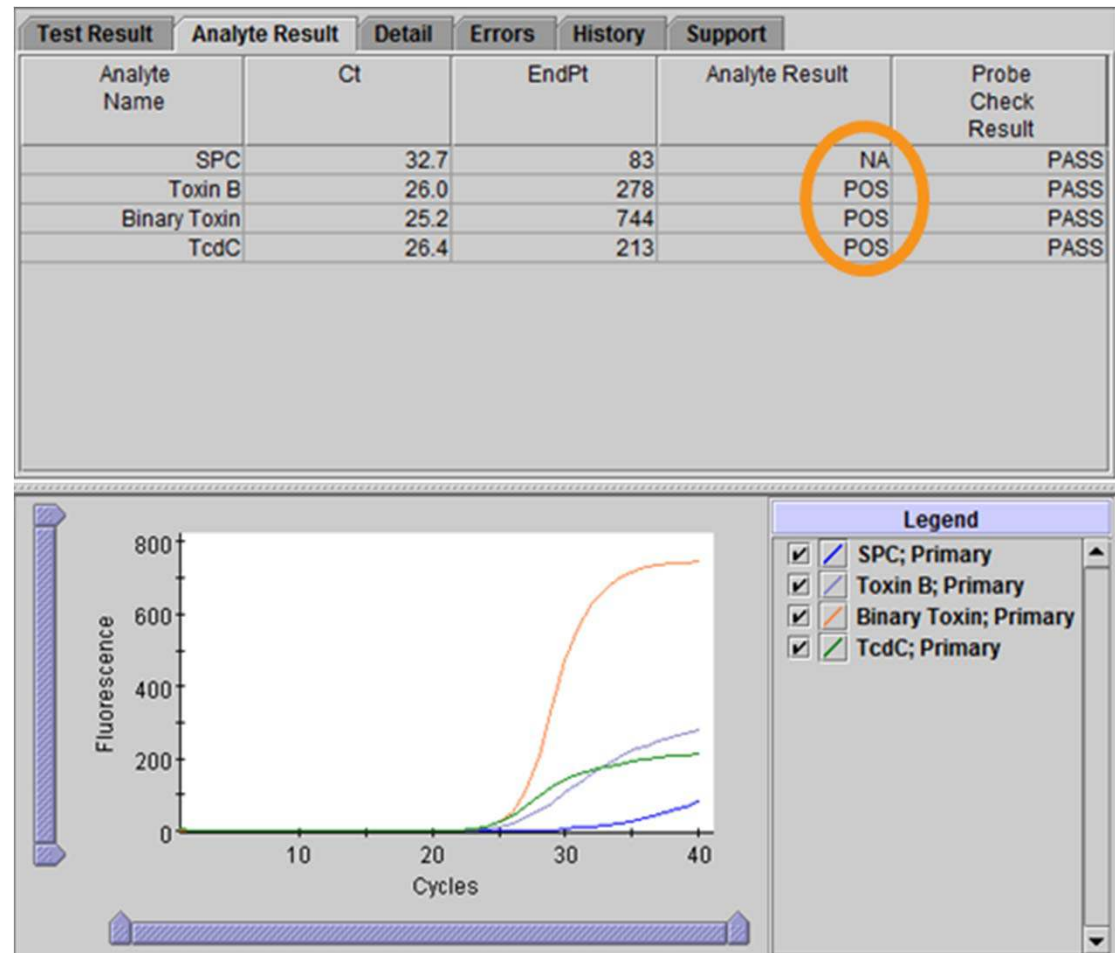 Test Result Analyte Result Detail Errors History Support
Analyte Name Ct EndPt Analyte Result Probe Check Result
SPC 32.7 83 NA PASS
Toxin B 26.0 278 POS PASS
Binary Toxin 25.2 744 POS PASS
TcdC 26.4 213 POS PASS
Legend
SPC; Primary
Toxin B; Primary
Binary Toxin; Primary
TcdC; Primary
Fluorescence
800
600
400
200
0
10 20 30 40
Cycles